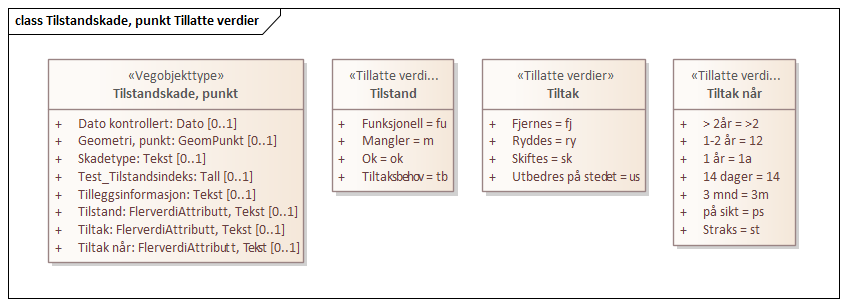 class Tilstandskade, punkt Tillatte verdier
«Vegobjekttype»
Tilstandskade, punkt
+ Dato kontrollert: Dato [0..1]
+ Geometri, punkt: GeomPunkt [0..1]
+ Skadetype: Tekst [0..1]
+ Test_Tilstandsindeks: Tall [0..1]
+ Tilleggsinformasjon: Tekst [0..1]
+ Tilstand: FlerverdiAttributt, Tekst [0..1]
+ Tiltak: FlerverdiAttributt, Tekst [0..1]
+ Tiltak når: FlerverdiAttributt, Tekst [0..1]
«Tillatte verdi...
Tilstand
+ Funksjonell = fu
+ Mangler = m
+ Ok = ok
+ Tiltaksbehov = tb
«Tillatte verdier»
Tiltak
+ Fjernes = fj
+ Ryddes = ry
+ Skiftes = sk
+ Utbedres på stedet = us
«Tillatte verdi...
Tiltak når
+ > 2år = >2
+ 1-2 år = 12
+ 1 år = 1a
+ 14 dager = 14
+ 3 mnd = 3m
+ på sikt = ps
+ Straks = st